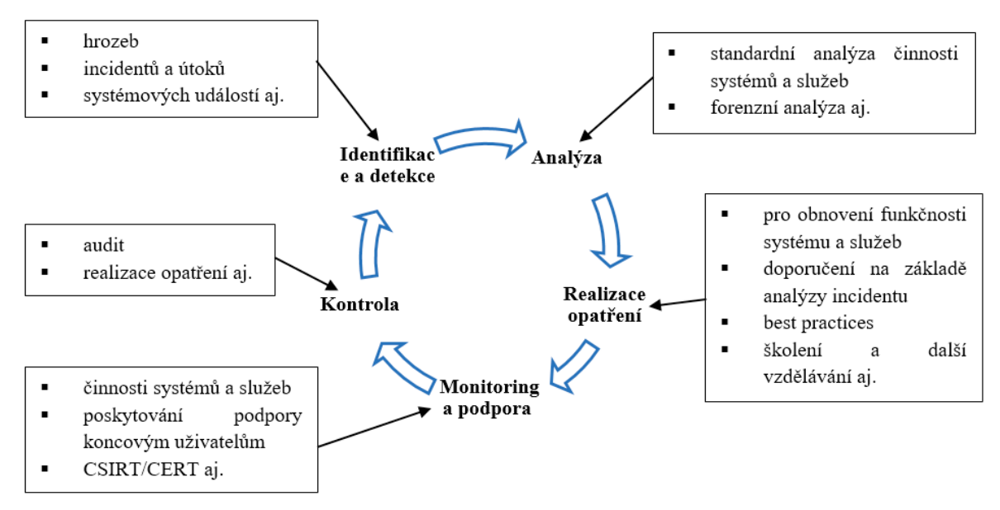 ▪ hrozeb
▪ incidentů a útoků
▪ systémových událostí aj.
▪ standardní analýza činnosti
systémů a služeb
▪ forenzní analýza aj.
Identifikac
e a detekce
Analýza
▪ audit
▪ realizace opatření aj.
▪ pro obnovení funkčnosti
systému a služeb
▪ doporučení na základě
analýzy incidentu
▪ best practices
▪ školení a další
vzdělávání aj.
Kontrola
Realizace
opatření
▪ činnosti systémů a služeb
▪ poskytování podpory
koncovým uživatelům
▪ CSIRT/CERT aj.
Monitoring
a podpora